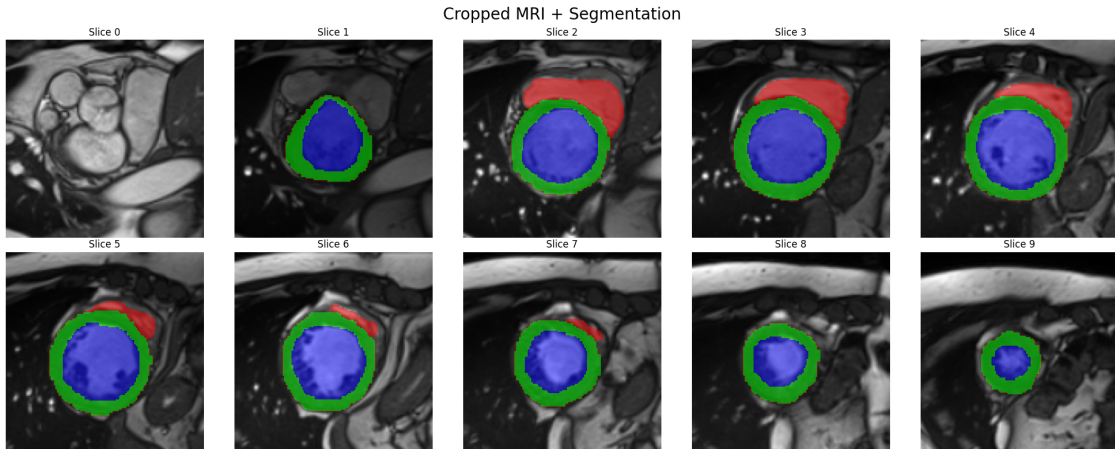 Cropped MRI + Segmentation
Slice 0
Slice 1
Slice 2
Slice 3
Slice 4
Slice 5
Slice 6
Slice 7
Slice 8
Slice 9